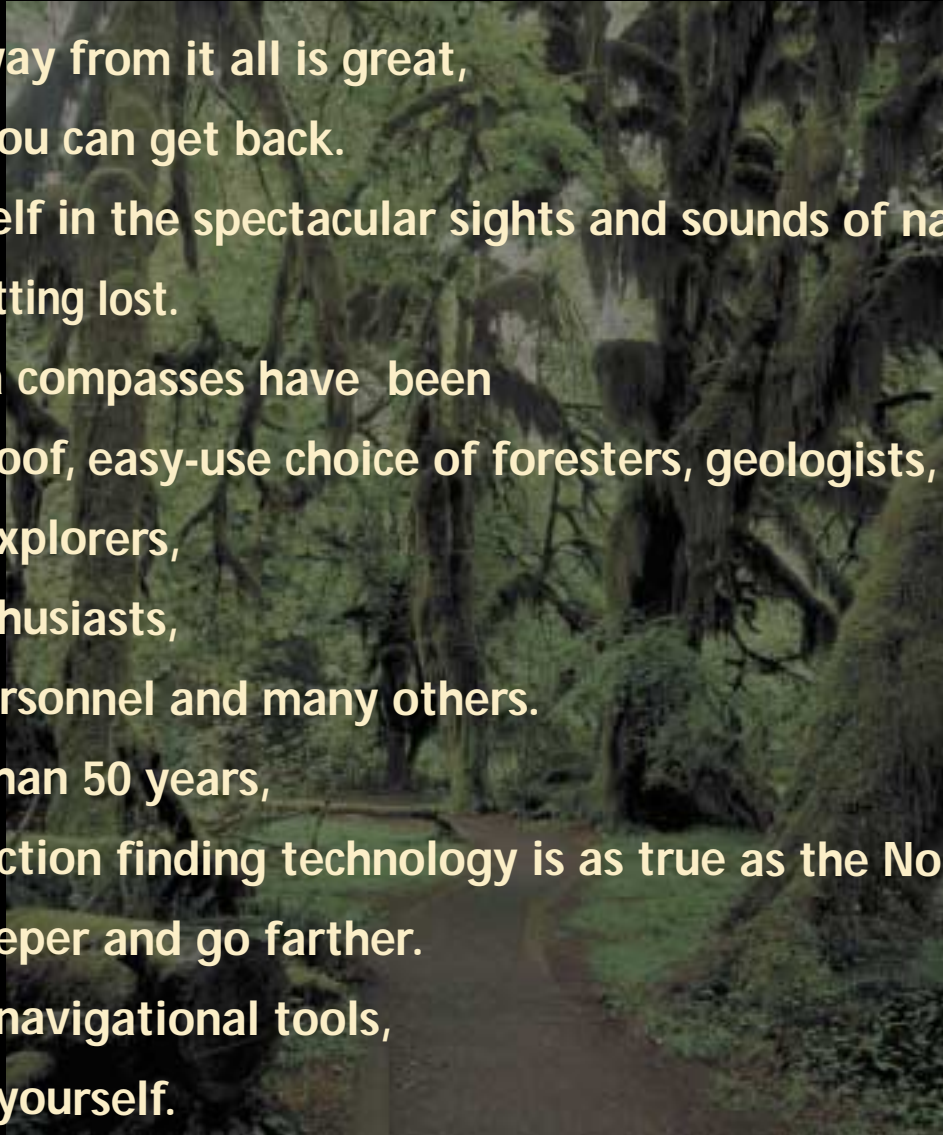 way from it all is great,
ou can get back.
elf in the spectacular sights and sounds of na
tting lost.
compasses have been
oof, easy-use choice of foresters, geologists,
xplorers,
husiasts,
rsonnel and many others.
han 50 years,
ction finding technology is as true as the No
eper and go farther.
navigational tools,
yourself.